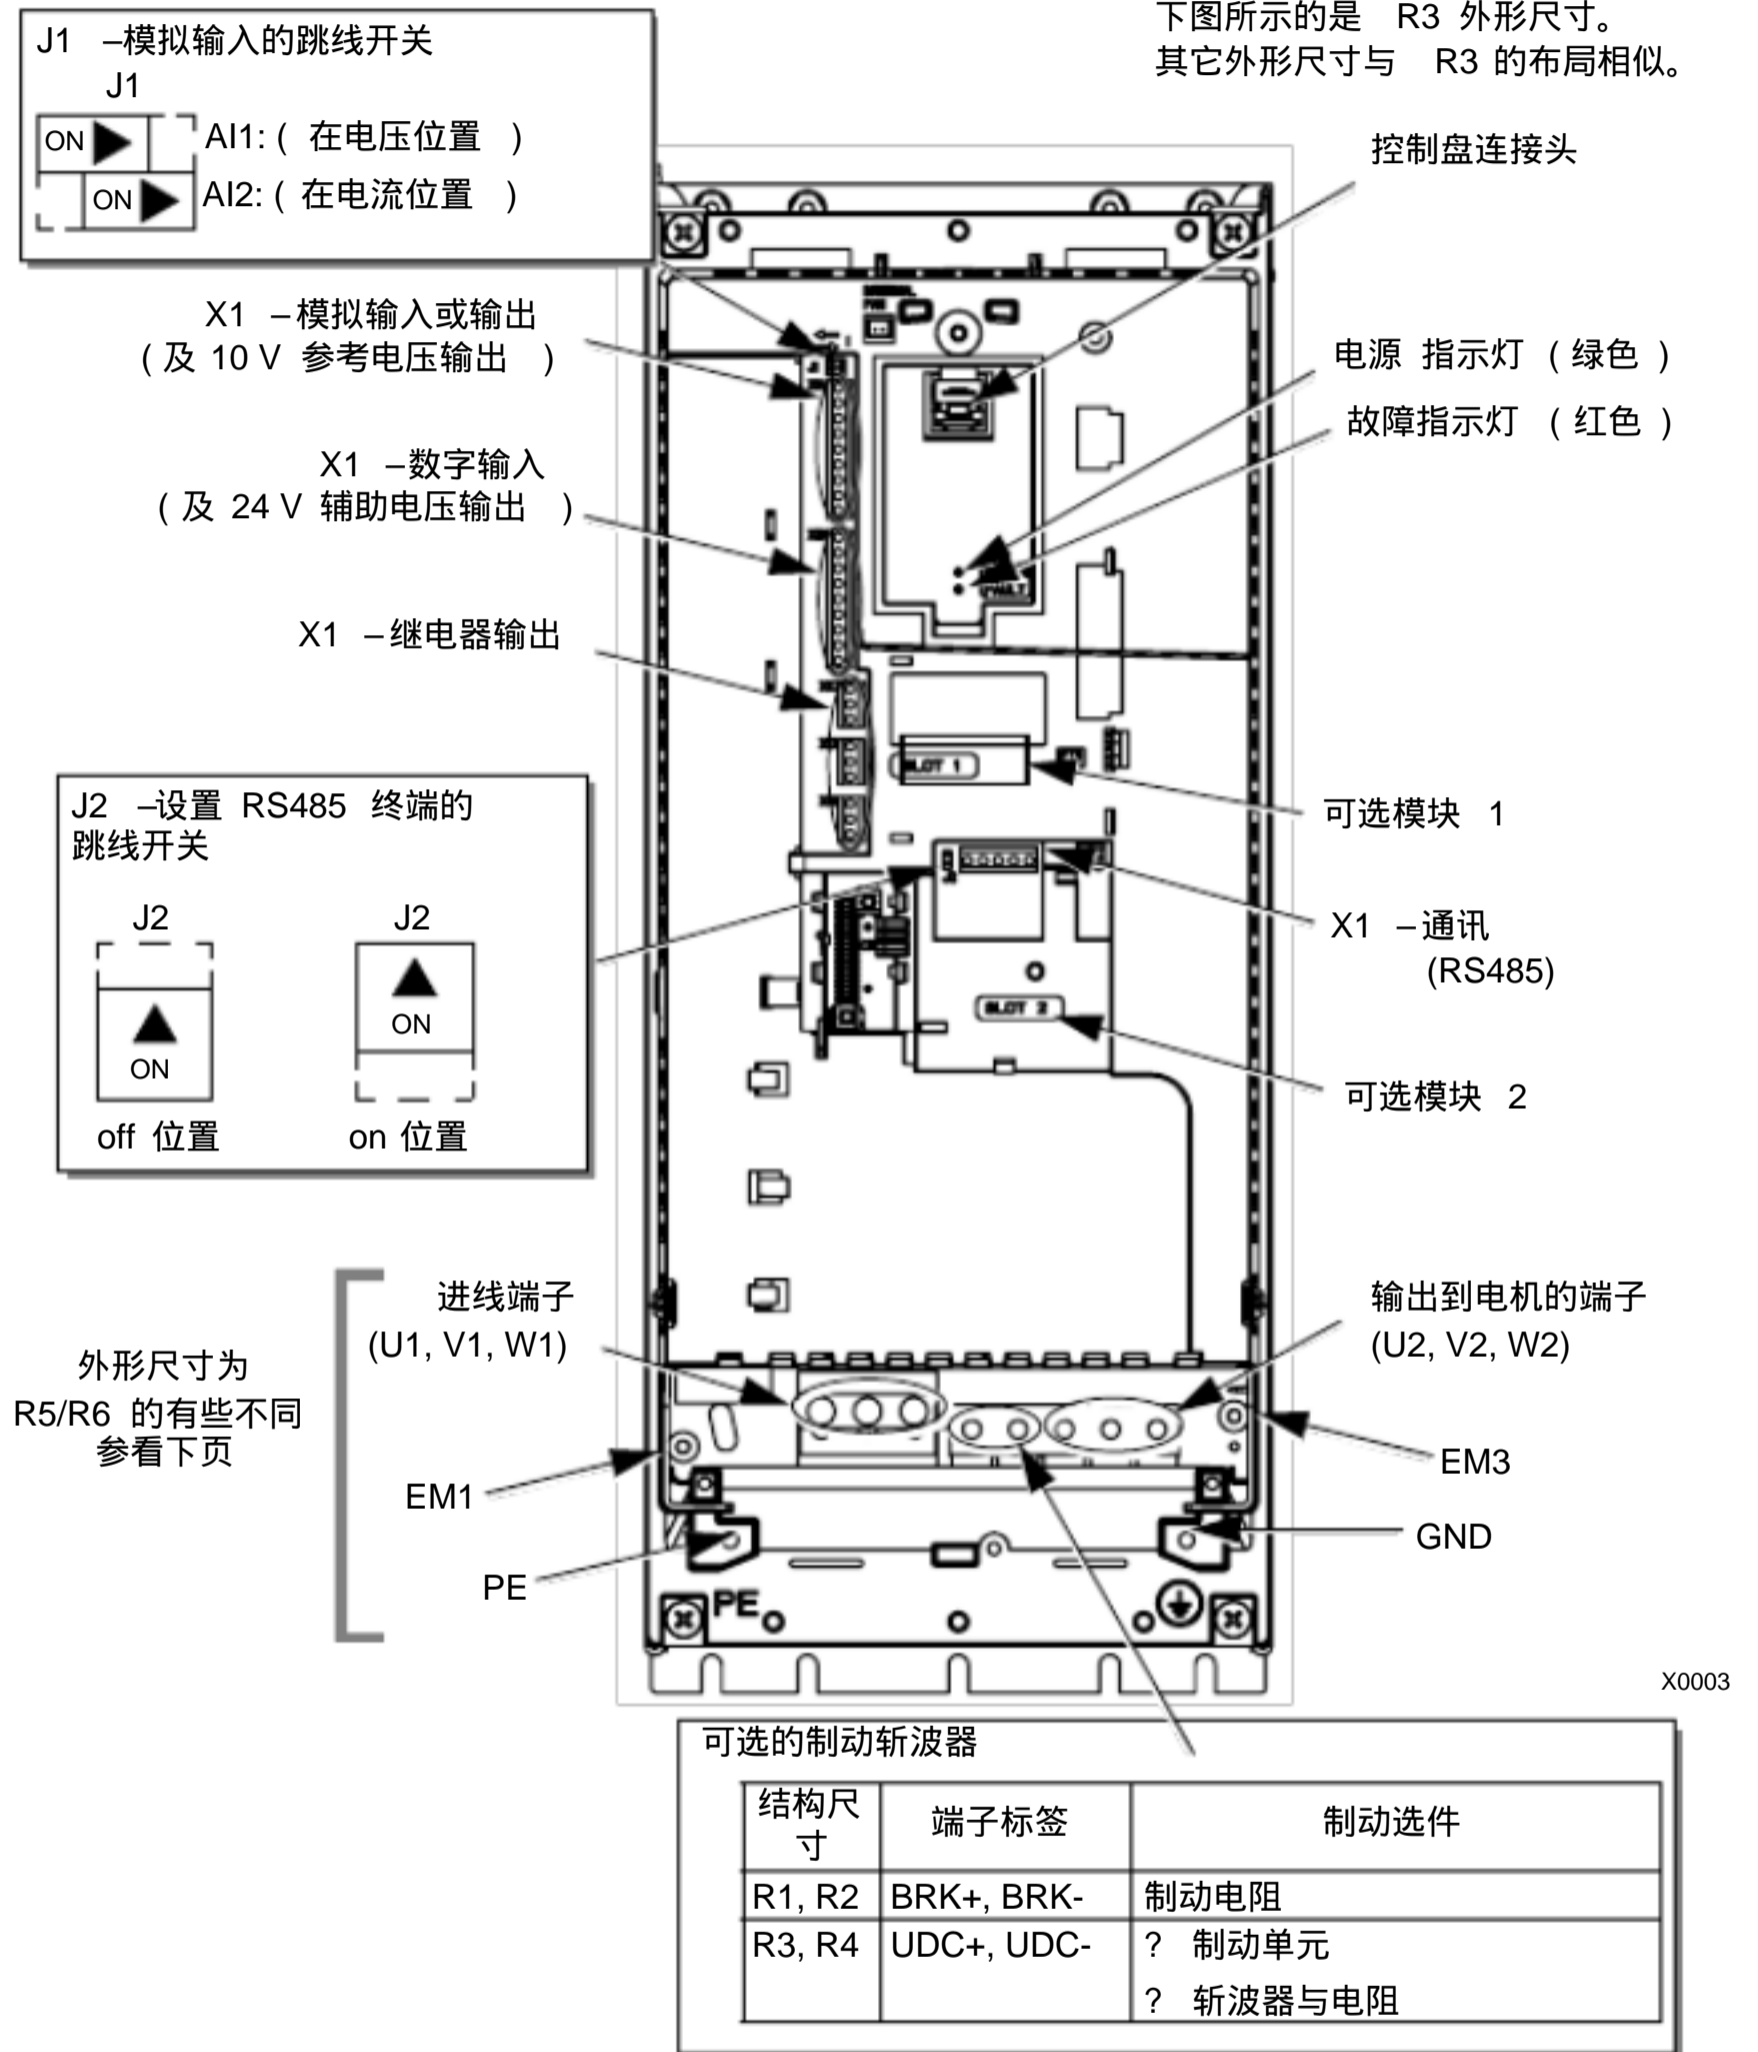 下图所示的是 R3 外形尺寸。
其它外形尺寸与 R3 的布局相似。
J1 –模拟输入的跳线开关
J1
ON AI1: ( 在电压位置 )
ON AI2: ( 在电流位置 )
控制盘连接头
X1 –模拟输入或输出
( 及 10 V 参考电压输出 )
电源 指示灯 ( 绿色 )
故障指示灯 ( 红色 )
X1 –数字输入
( 及 24 V 辅助电压输出 )
X1 –继电器输出
SLOT 1
可选模块 1
J2 –设置 RS485 终端的
跳线开关
J2 J2
ON ON
off 位置 on 位置
X1 –通讯
(RS485)
SLOT 2
可选模块 2
进线端子
(U1, V1, W1)
输出到电机的端子
(U2, V2, W2)
外形尺寸为
R5/R6 的有些不同
参看下页
EM1
EM3
GND
PE
PE
X0003
可选的制动斩波器
结构尺
寸 端子标签 制动选件
R1, R2 BRK+, BRK- 制动电阻
R3, R4 UDC+, UDC- ? 制动单元
? 斩波器与电阻